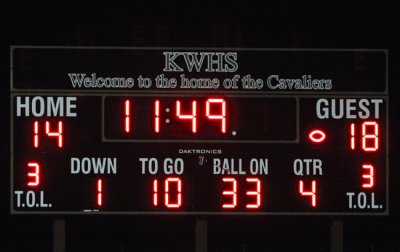 KWHS
Welcome to the home of the Cavaliers
HOME 11:49. GUEST
14 18
DAKTRONICS
3 DOWN TO GO BALL ON QTR 3
T.O.L. 1 10 33 4 T.O.L.